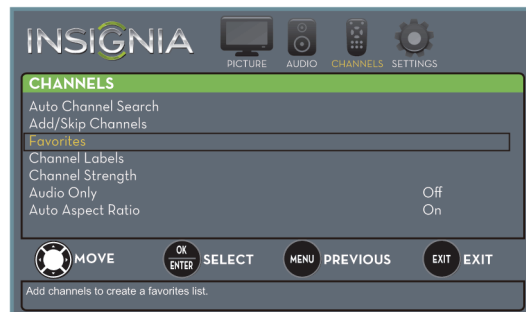 INSIGNIA
PICTURE AUDIO CHANNELS SETTINGS
CHANNELS
Auto Channel Search
Add/Skip Channels
Favorites
Channel Labels
Channel Strength
Audio Only Off
Auto Aspect Ratio On
MOVE OK ENTER SELECT MENU PREVIOUS EXIT EXIT
Add channels to create a favorites list.